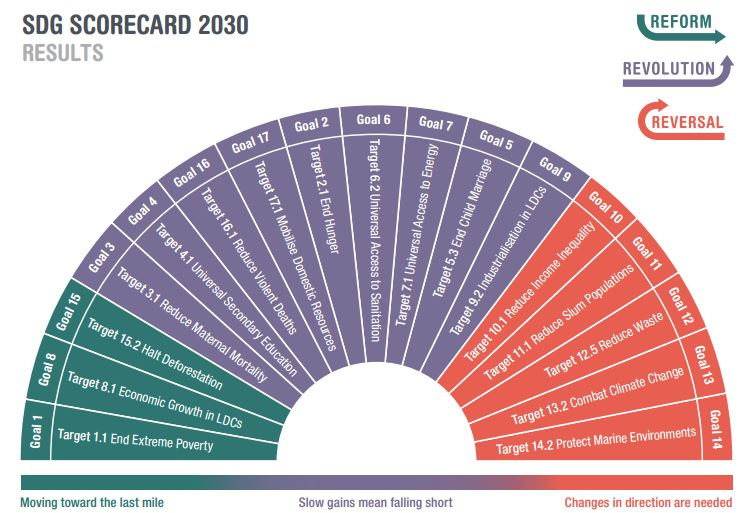 SDG SCORECARD 2030
RESULTS
REFORM
REVOLUTION
REVERSAL
Goal 1
Target 1.1 End Extreme Poverty
Goal 8
Target 8.1 Economic Growth in LDCs
Goal 15
Target 15.2 Halt Deforestation
Goal 3
Target 3.1 Reduce Maternal Mortality
Goal 4
Target 4.1 Universal Secondary Education
Goal 16
Target 16.1 Reduce Violent Deaths
Goal 17
Target 17.1 Mobilise Domestic Resources
Goal 2
Target 2.1 End Hunger
Goal 6
Target 6.2 Universal Access to Sanitation
Goal 7
Target 7.1 Universal Access to Energy
Goal 5
Target 5.3 End Child Marriage
Goal 9
Target 9.2 Industrialisation in LDCs
Goal 10
Target 10.1 Reduce Income Inequality
Goal 11
Target 11.1 Reduce Slum Populations
Goal 12
Target 12.5 Reduce Waste
Goal 13
Target 13.2 Combat Climate Change
Goal 14
Target 14.2 Protect Marine Environments
Moving toward the last mile
Slow gains mean falling short
Changes in direction are needed